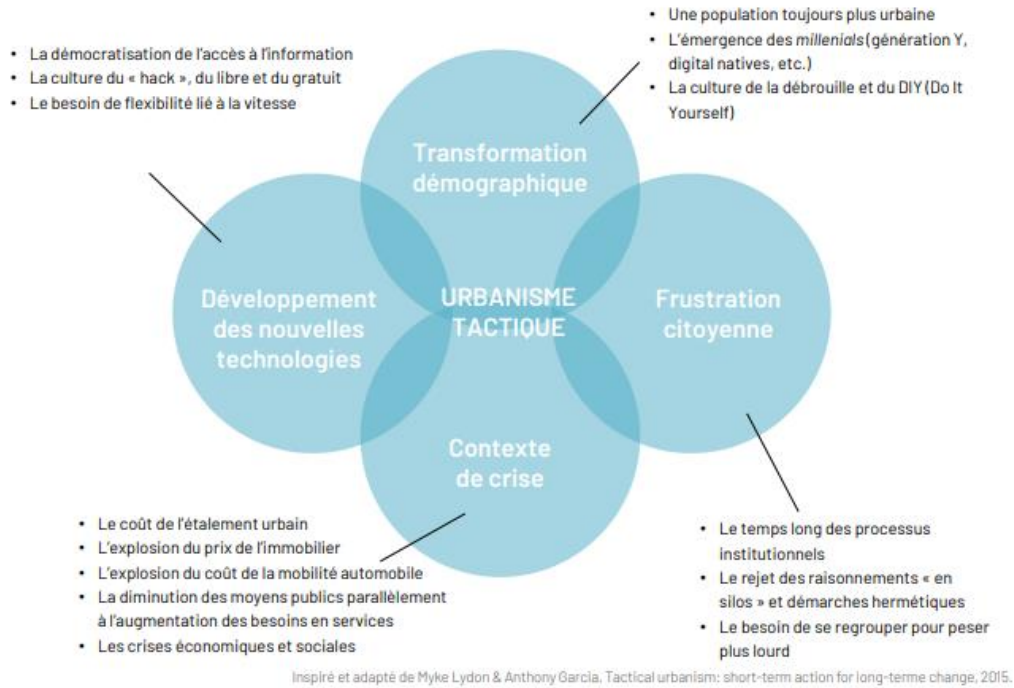 • La démocratisation de l'accès à l'information
• La culture du « hack », du libre et du gratuit
• Le besoin de flexibilité lié à la vitesse
• Une population toujours plus urbaine
• L'émergence des millenials (génération Y,
digital natives, etc.)
• La culture de la débrouille et du DIY (Do It
Yourself)
Transformation
démographique
Développement
des nouvelles
technologies
URBANISME
TACTIQUE
Frustration
citoyenne
Contexte
de crise
• Le coût de l'étalement urbain
• L'explosion du prix de l'immobilier
• L'explosion du coût de la mobilité automobile
• La diminution des moyens publics parallèlement
à l'augmentation des besoins en services
• Les crises économiques et sociales
• Le temps long des processus
institutionnels
• Le rejet des raisonnements « en
silos » et démarches hermétiques
• Le besoin de se regrouper pour peser
plus lourd
Inspiré et adapté de Myke Lydon & Anthony Garcia, Tactical urbanism: short-term action for long-terme change, 2015.